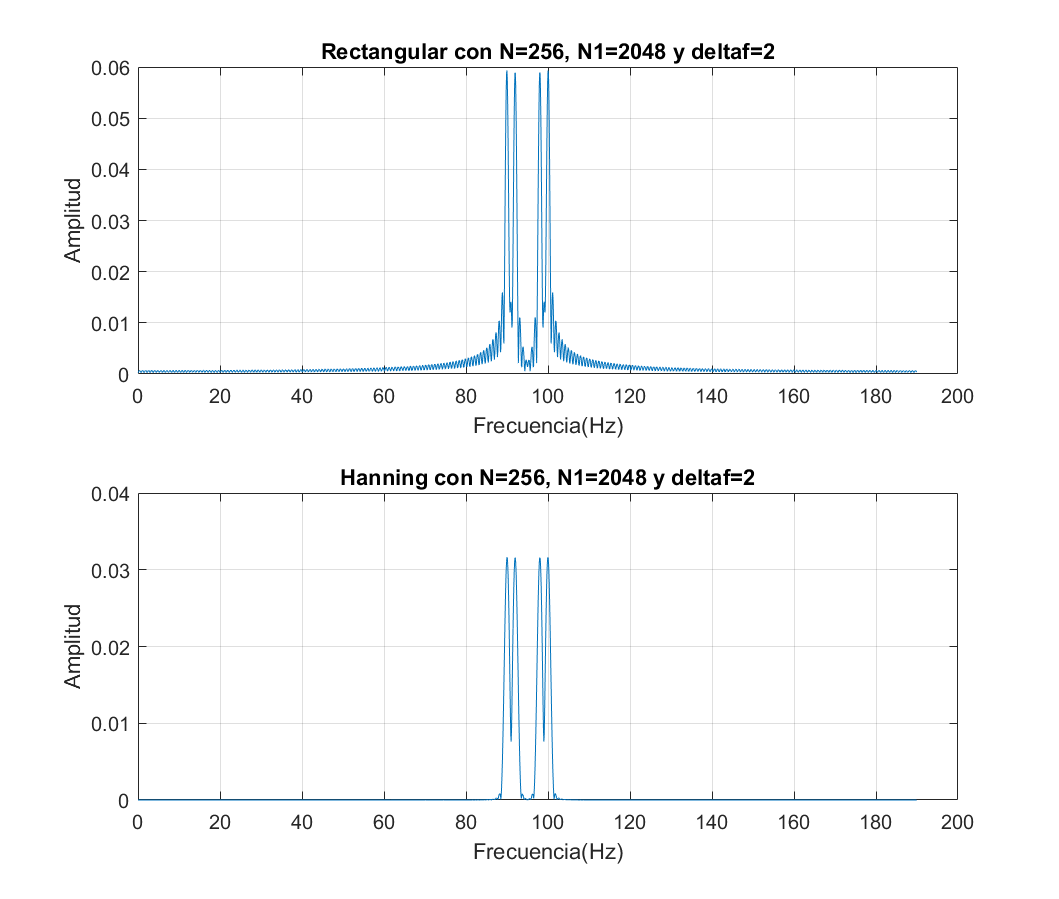 Rectangular con N=256, N1=2048 y deltaf=2
0.06
0.05
0.04
0.03
0.02
0.01
0
Amplitud
0 20 40 60 80 100 120 140 160 180 200
Frecuencia(Hz)
Hanning con N=256, N1=2048 y deltaf=2
0.04
0.03
0.02
0.01
0
Amplitud
0 20 40 60 80 100 120 140 160 180 200
Frecuencia(Hz)